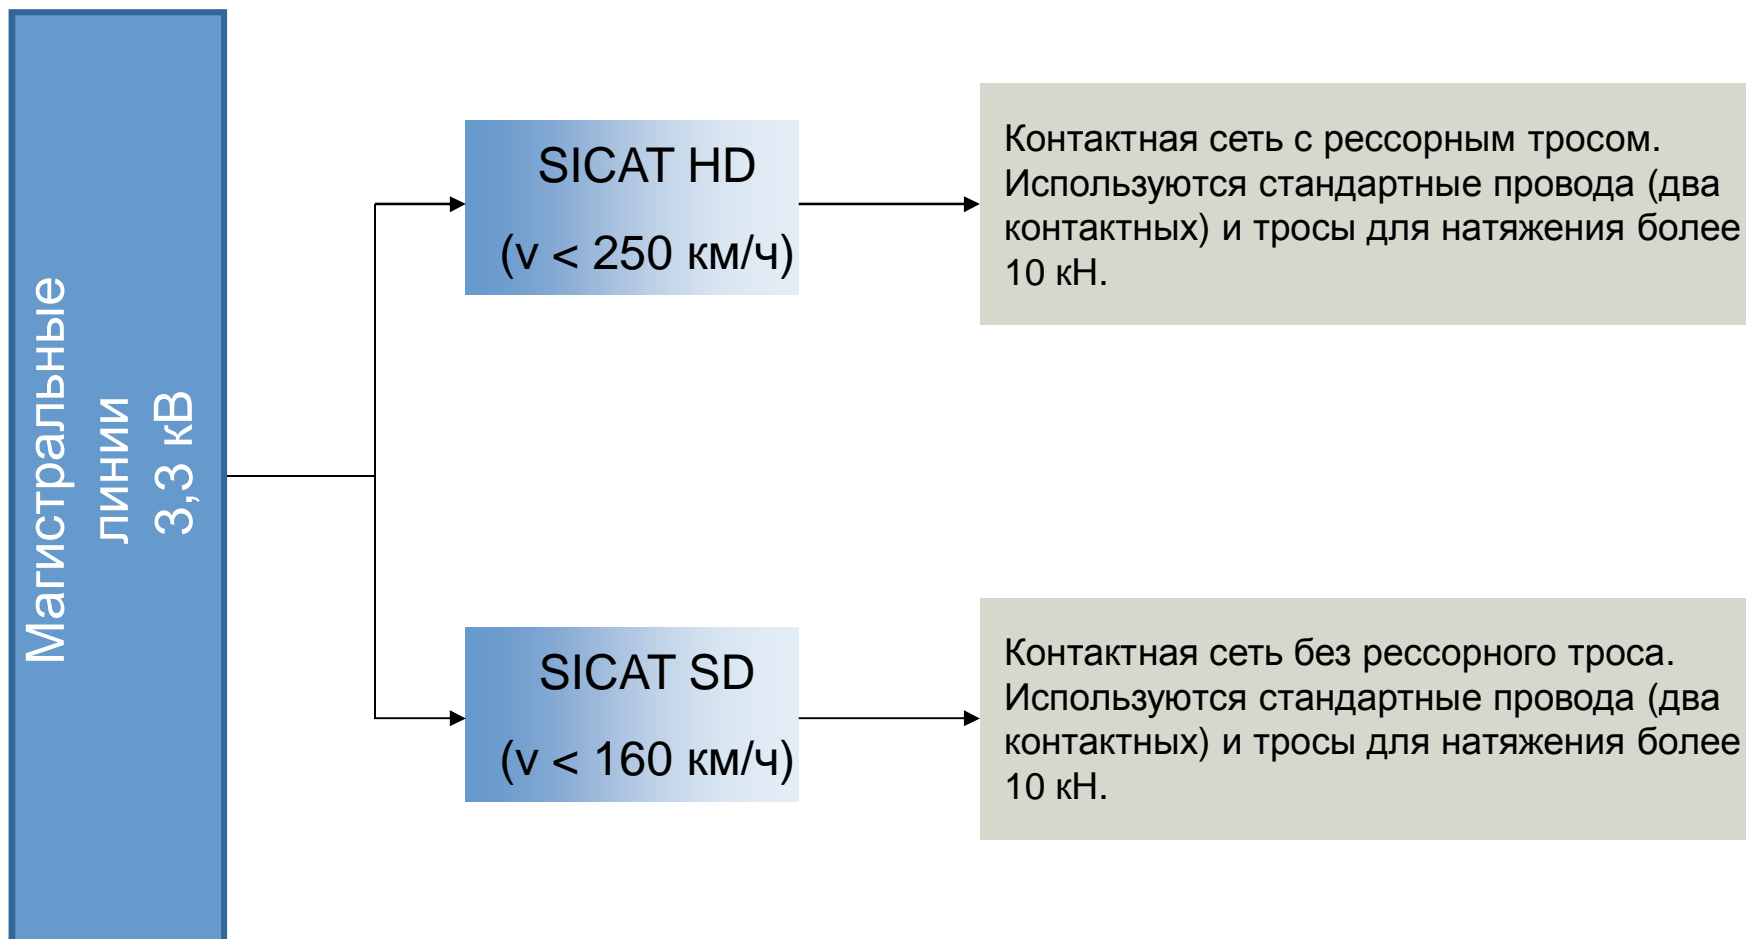 Магистральные
линии
3,3 кВ
SICAT HD
(v < 250 км/ч)
Контактная сеть с рессорным тросом.
Используются стандартные провода (два
контактных) и тросы для натяжения более
10 кН.
SICAT SD
(v < 160 км/ч)
Контактная сеть без рессорного троса.
Используются стандартные провода (два
контактных) и тросы для натяжения более
10 кН.